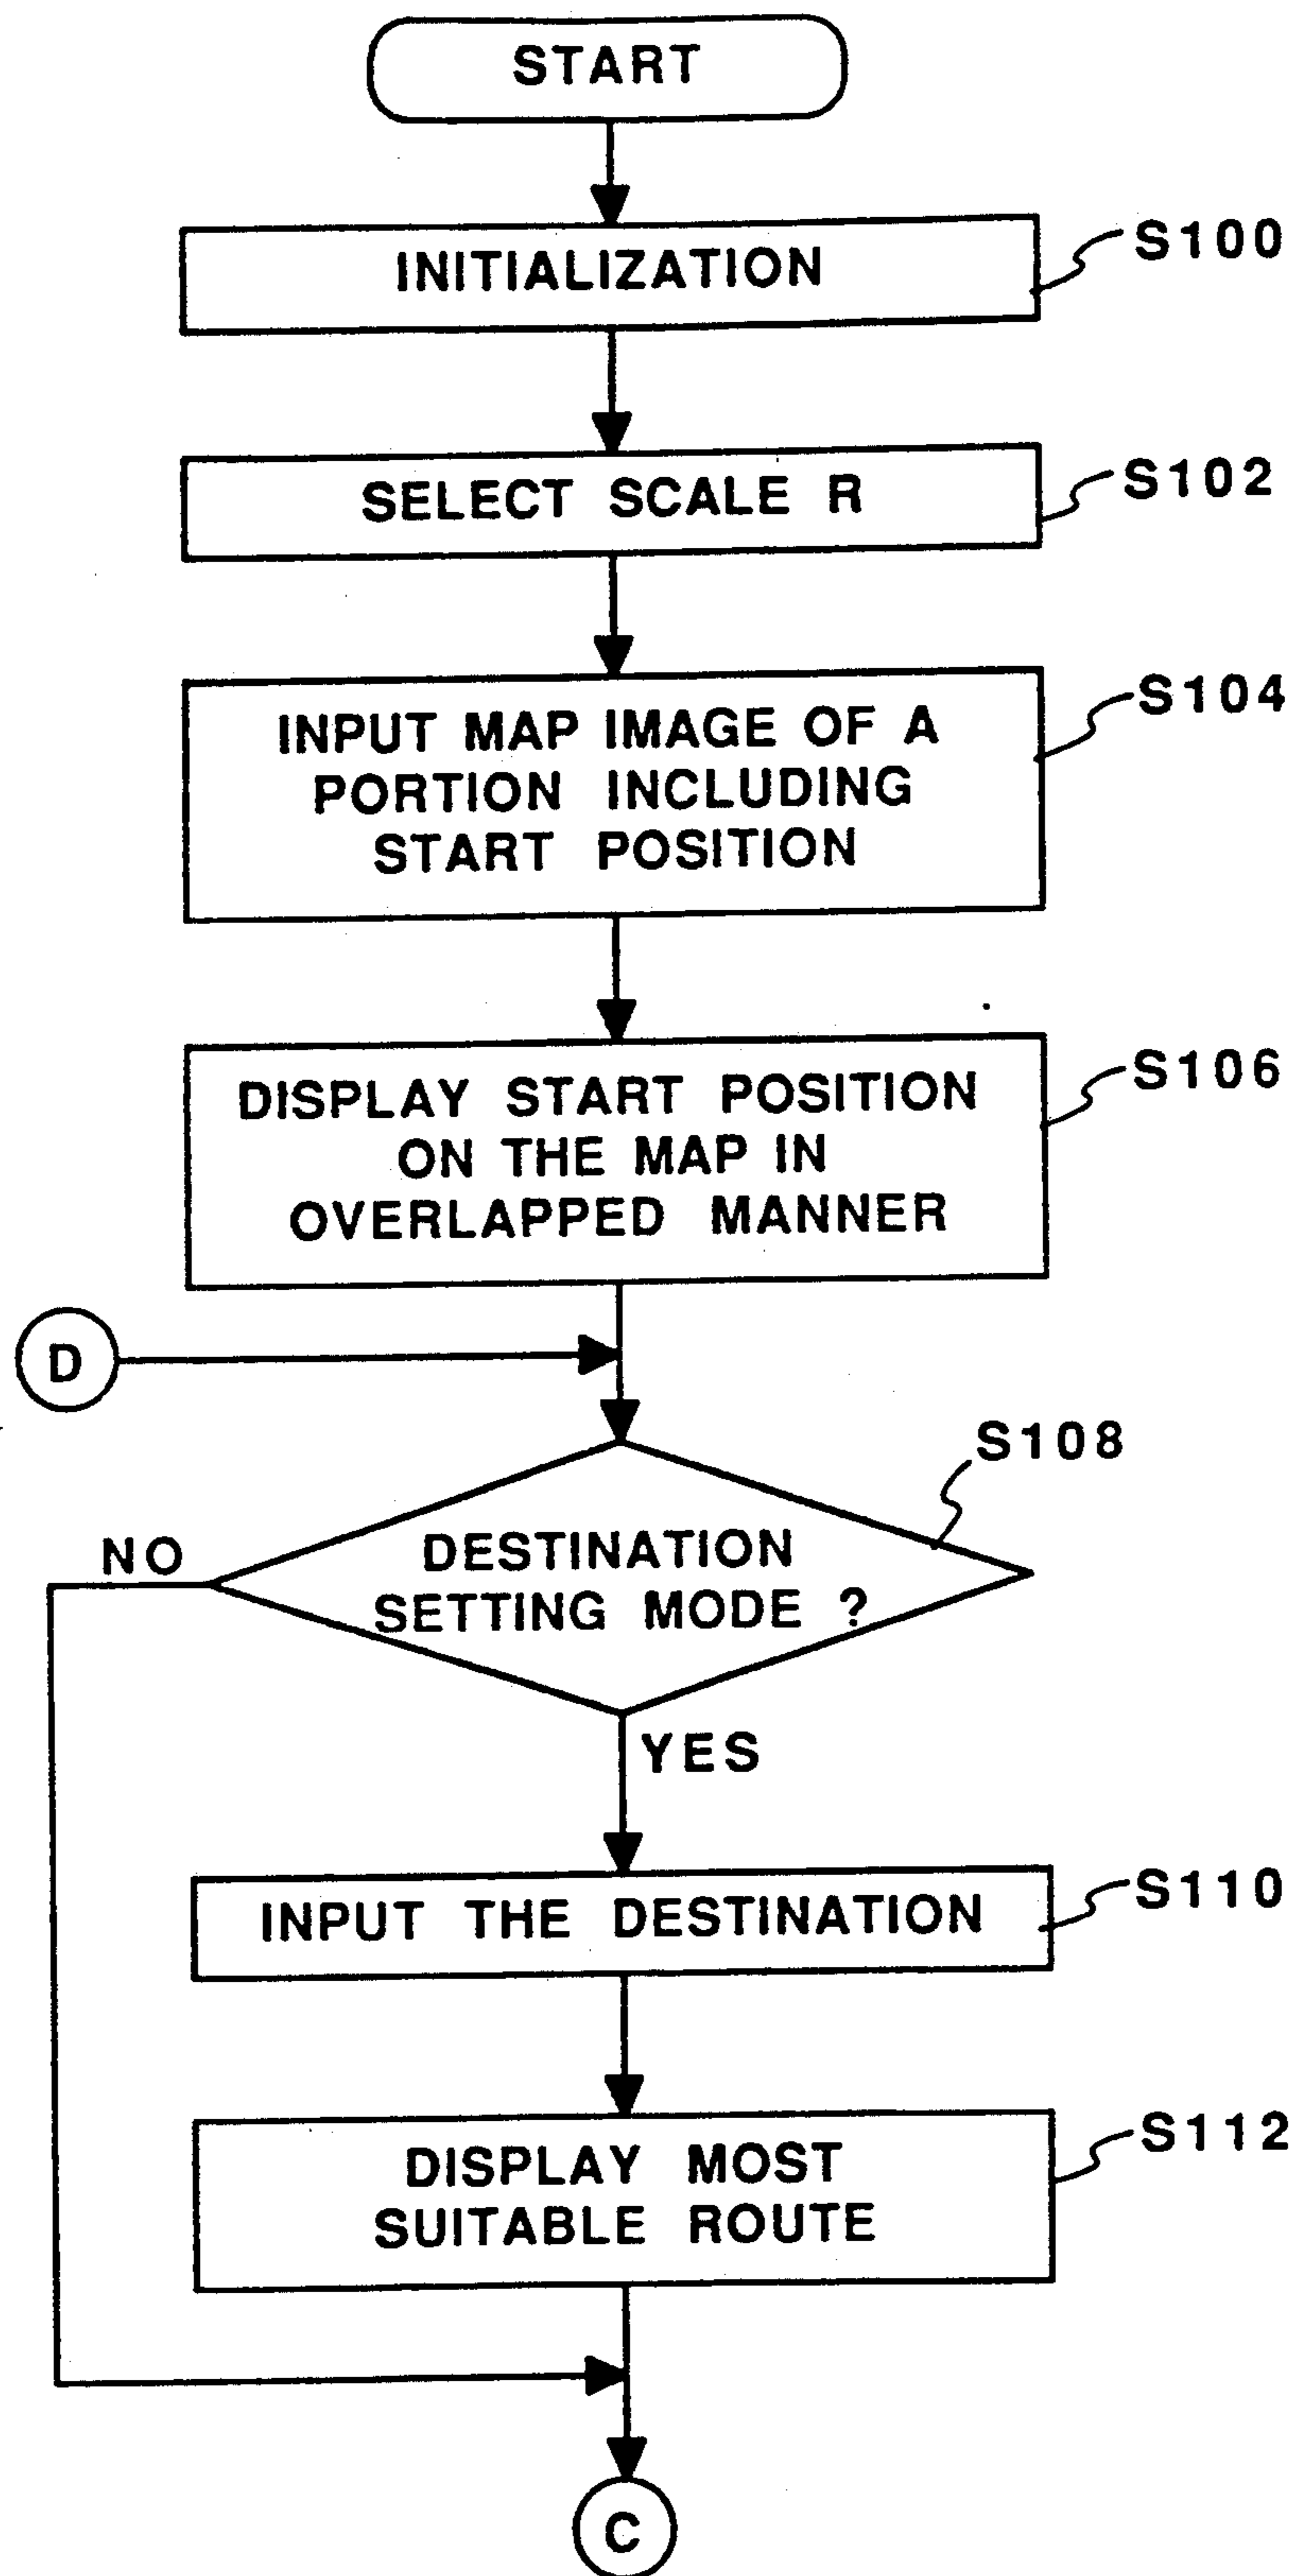 START
INITIALIZATION
S100
SELECT SCALE R
S102
INPUT MAP IMAGE OF A
PORTION INCLUDING
START POSITION
S104
DISPLAY START POSITION
ON THE MAP IN
OVERLAPPED MANNER
S106
D
S108
NO
DESTINATION
SETTING MODE ?
YES
INPUT THE DESTINATION
S110
DISPLAY MOST
SUITABLE ROUTE
S112
C